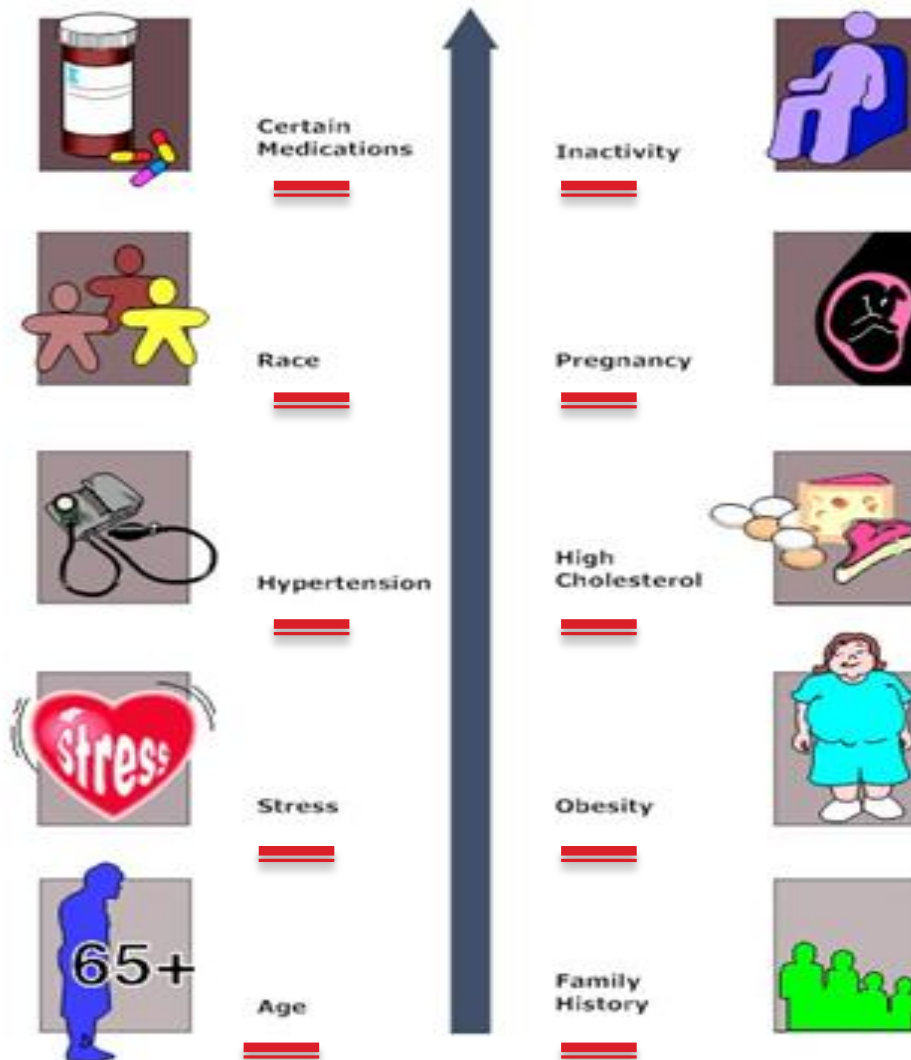 Certain
Medications
Inactivity
Race
Pregnancy
Hypertension
High
Cholesterol
stress
Stress
Obesity
65+
Age
Family
History